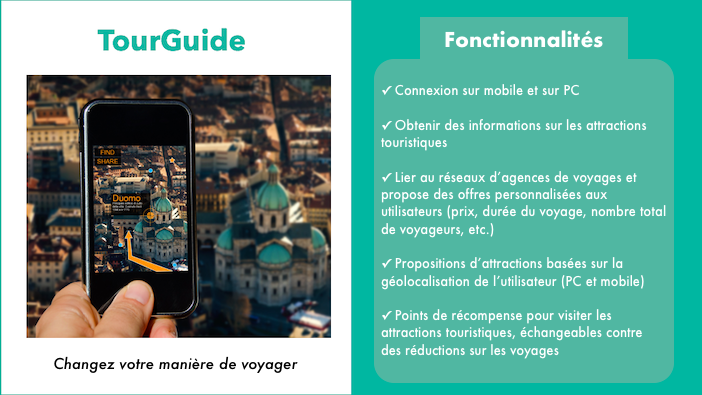 TourGuide
FIND
SHARE
Duomo
Changez votre manière de voyager
Fonctionnalités
✓ Connexion sur mobile et sur PC
✓ Obtenir des informations sur les attractions
touristiques
✓ Lier au réseaux d’agences de voyages et
propose des offres personnalisées aux
utilisateurs (prix, durée du voyage, nombre total
de voyageurs, etc.)
✓ Propositions d’attractions basées sur la
géolocalisation de l’utilisateur (PC et mobile)
✓ Points de récompense pour visiter les
attractions touristiques, échangeables contre
des réductions sur les voyages